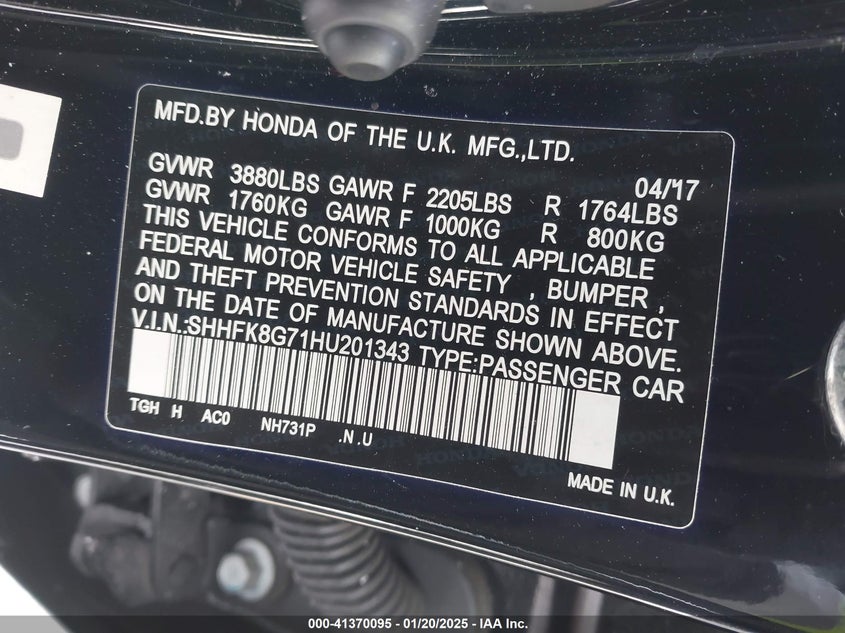 MFD.BY HONDA OF THE U.K. MFG.,LTD.
04/'17
GVWR 3880LBS GAWR F 2205LBS R 1764LBS
GVWR 1760KG GAWR F 1000KG R 800KG
THIS VEHICLE CONFORMS TO ALL APPLICABLE
FEDERAL MOTOR VEHICLE SAFETY , BUMPER ,
AND THEFT PREVENTION STANDARDS IN EFFECT
ON THE DATE OF MANUFACTURE SHOWN ABOVE.
V.I.N.:SHHFK8G71HU201343 TYPE:PASSENGER CAR
TGH H AC0 NH731P .N .U
MADE IN U.K.
000-41370095 - 01/20/2025 - IAA Inc.